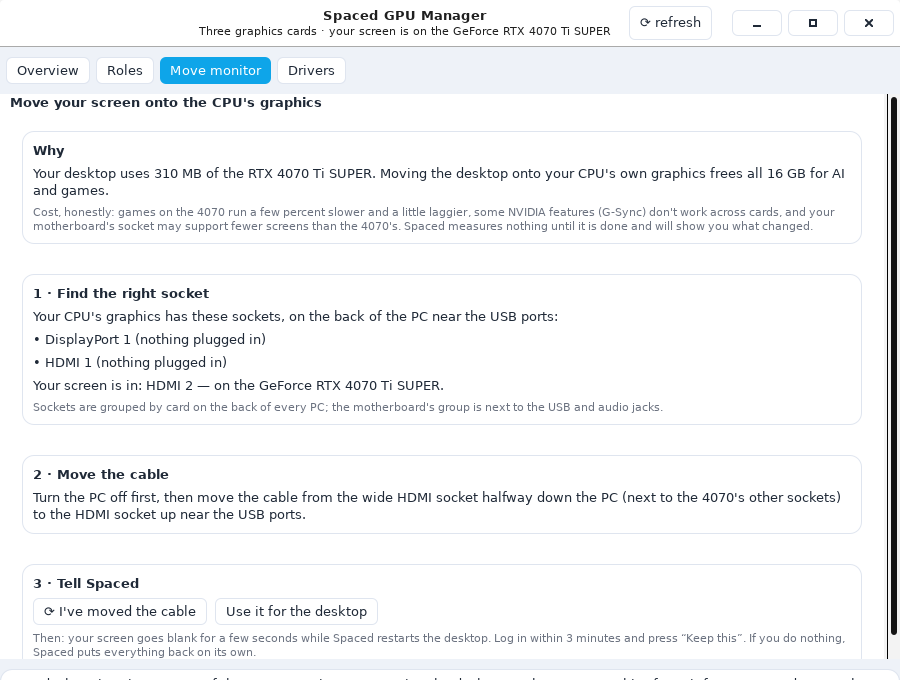 Spaced GPU Manager
Three graphics cards · your screen is on the GeForce RTX 4070 Ti SUPER
⟳ refresh
Overview
Roles
Move monitor
Drivers
Move your screen onto the CPU's graphics
Why
Your desktop uses 310 MB of the RTX 4070 Ti SUPER. Moving the desktop onto your CPU's own graphics frees all 16 GB for AI
and games.
Cost, honestly: games on the 4070 run a few percent slower and a little laggier, some NVIDIA features (G-Sync) don't work across cards, and your
motherboard's socket may support fewer screens than the 4070's. Spaced measures nothing until it is done and will show you what changed.
1 · Find the right socket
Your CPU's graphics has these sockets, on the back of the PC near the USB ports:
• DisplayPort 1 (nothing plugged in)
• HDMI 1 (nothing plugged in)
Your screen is in: HDMI 2 — on the GeForce RTX 4070 Ti SUPER.
Sockets are grouped by card on the back of every PC; the motherboard's group is next to the USB and audio jacks.
2 · Move the cable
Turn the PC off first, then move the cable from the wide HDMI socket halfway down the PC (next to the 4070's other sockets)
to the HDMI socket up near the USB ports.
3 · Tell Spaced
⟳ I've moved the cable
Use it for the desktop
Then: your screen goes blank for a few seconds while Spaced restarts the desktop. Log in within 3 minutes and press “Keep this”. If you do nothing,
Spaced puts everything back on its own.